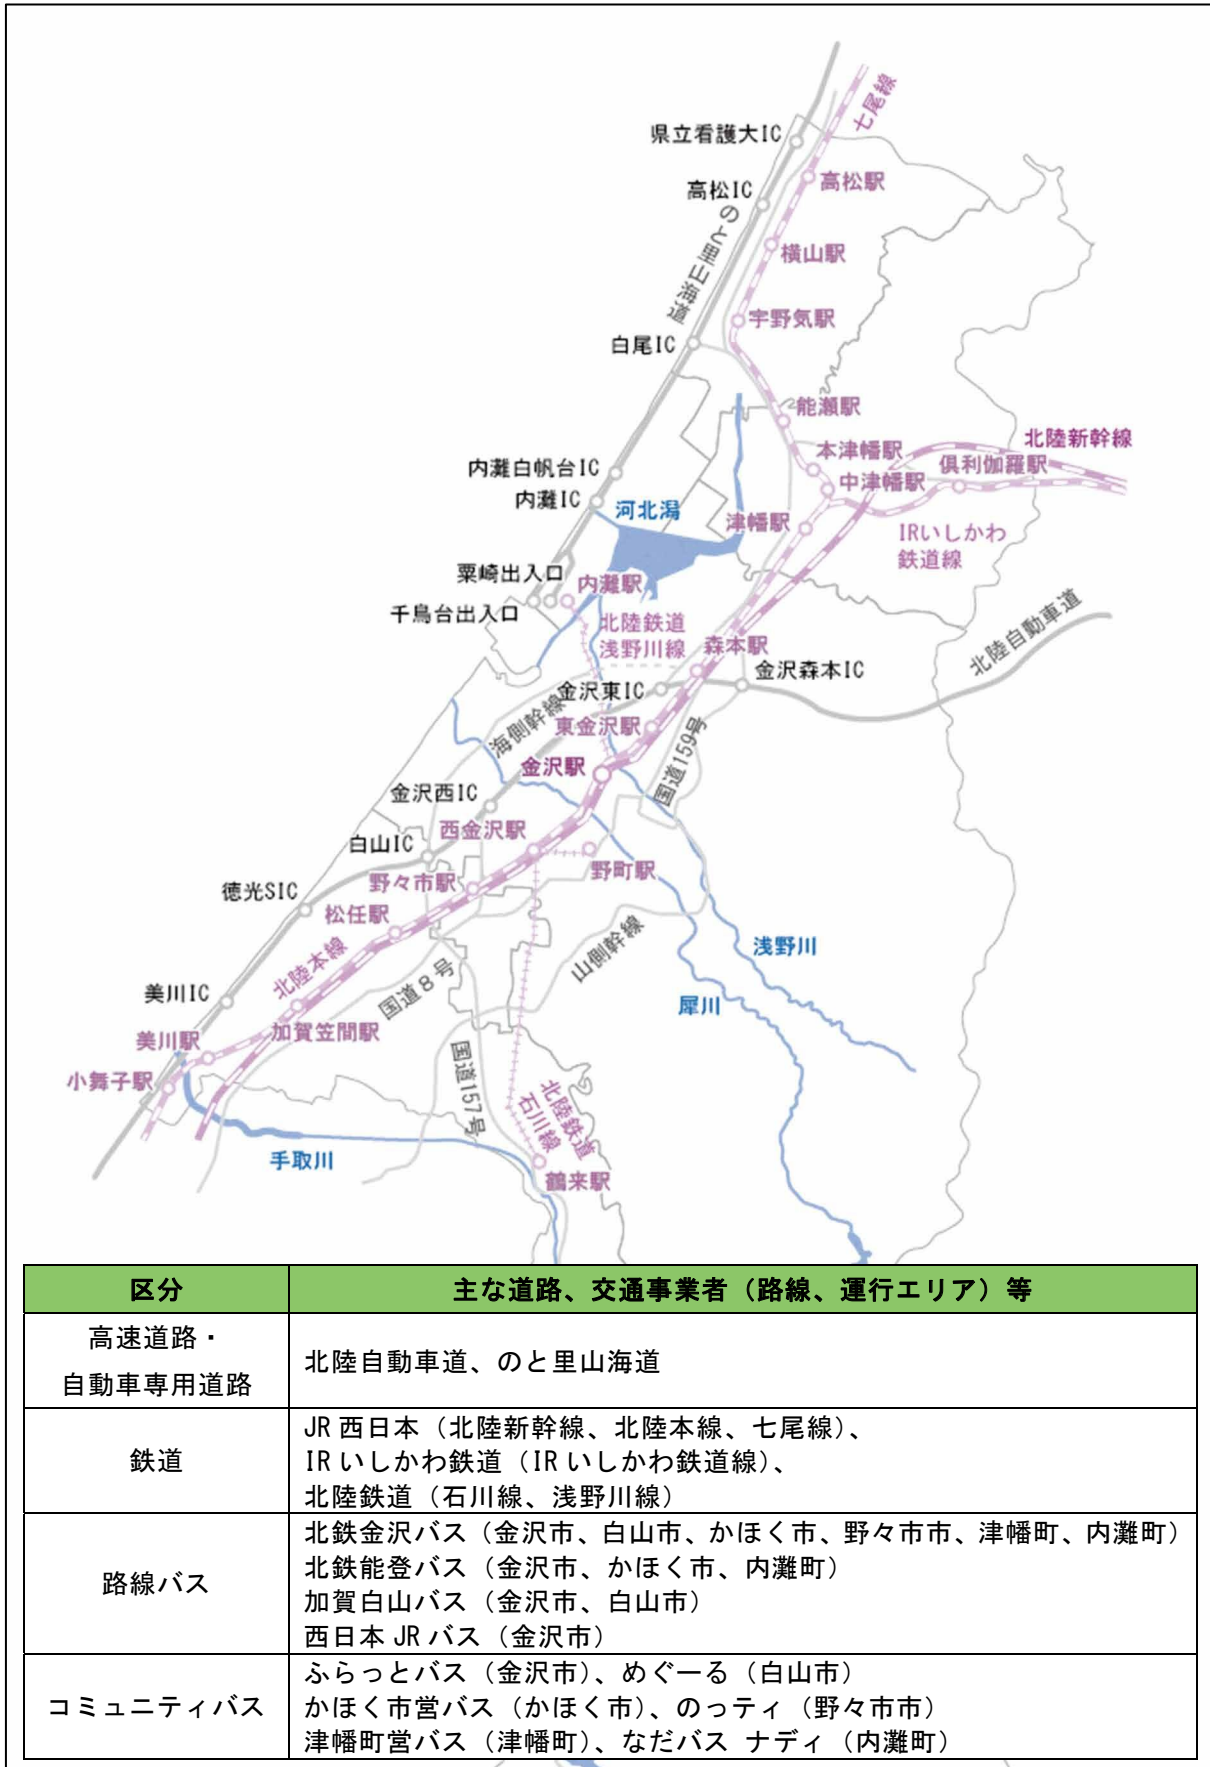 七尾線
県立看護大IC
高松駅
高松IC
のと里山海道
横山駅
宇野気駅
白尾IC
能瀬駅
北陸新幹線
本津幡駅
倶利伽羅駅
内灘白帆台IC
中津幡駅
内灘IC
河北潟
津幡駅
IRいしかわ
鉄道線
粟崎出入口
内灘駅
千鳥台出入口
北陸鉄道
浅野川線
北陸自動車道
森本駅
金沢森本IC
金沢東IC
海側幹線
東金沢駅
国道159号
金沢駅
金沢西IC
西金沢駅
白山IC
野町駅
野々市駅
徳光SIC
松任駅
山側幹線
浅野川
北陸本線
国道8号
美川IC
犀川
加賀笠間駅
美川駅
小舞子駅
国道157号
北陸鉄道
石川線
手取川
鶴来駅
区分
主な道路、交通事業者（路線、運行エリア）等
高速道路・
自動車専用道路
北陸自動車道、のと里山海道
鉄道
JR西日本（北陸新幹線、北陸本線、七尾線）、
IRいしかわ鉄道（IRいしかわ鉄道線）、
北陸鉄道（石川線、浅野川線）
路線バス
北鉄金沢バス（金沢市、白山市、かほく市、野々市市、津幡町、内灘町）
北鉄能登バス（金沢市、かほく市、内灘町）
加賀白山バス（金沢市、白山市）
西日本JRバス（金沢市）
コミュニティバス
ふらっとバス（金沢市）、めぐーる（白山市）
かほく市営バス（かほく市）、のっティ（野々市市）
津幡町営バス（津幡町）、なだバス ナディ（内灘町）